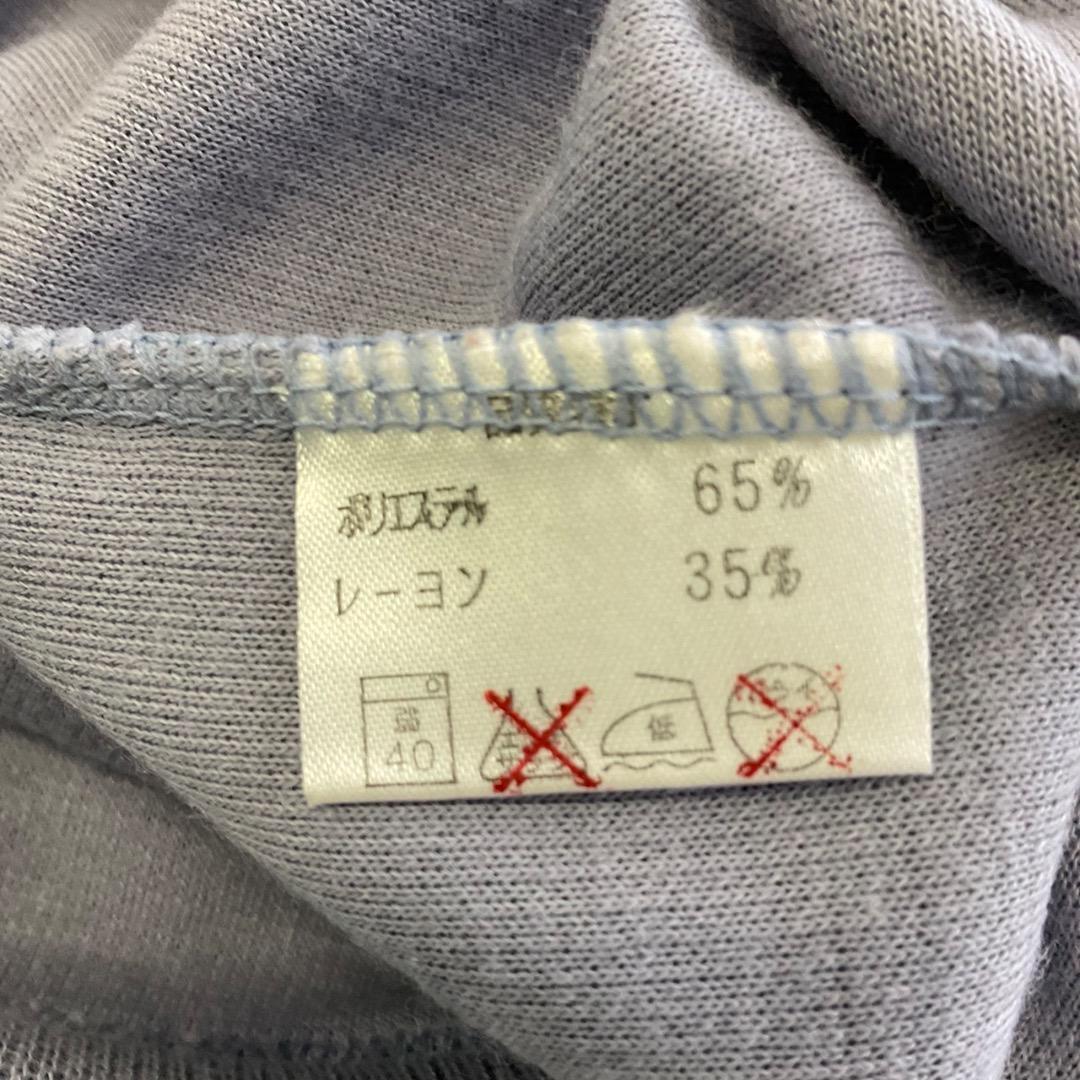 ポリエステル 65%
レーヨン 35%
弱 40 低